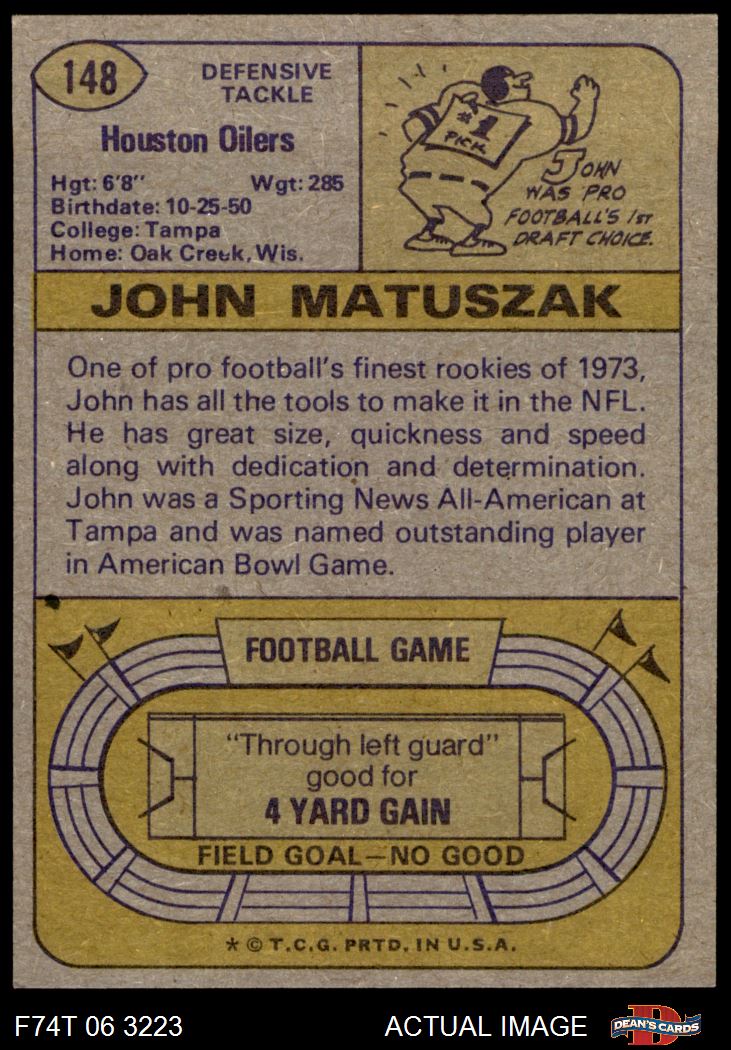 148
DEFENSIVE
TACKLE
Houston Oilers
Hgt: 6'8" Wgt: 285
Birthdate: 10-25-50
College: Tampa
Home: Oak Creek, Wis.
#1
PICK
JOHN
WAS PRO
FOOTBALL'S 1ST
DRAFT CHOICE.
JOHN MATUSZAK
One of pro football's finest rookies of 1973,
John has all the tools to make it in the NFL.
He has great size, quickness and speed
along with dedication and determination.
John was a Sporting News All-American at
Tampa and was named outstanding player
in American Bowl Game.
FOOTBALL GAME
"Through left guard"
good for
4 YARD GAIN
FIELD GOAL—NO GOOD
* © T.C.G. PRTD. IN U.S.A.
F74T 06 3223 ACTUAL IMAGE
DEAN'S CARDS